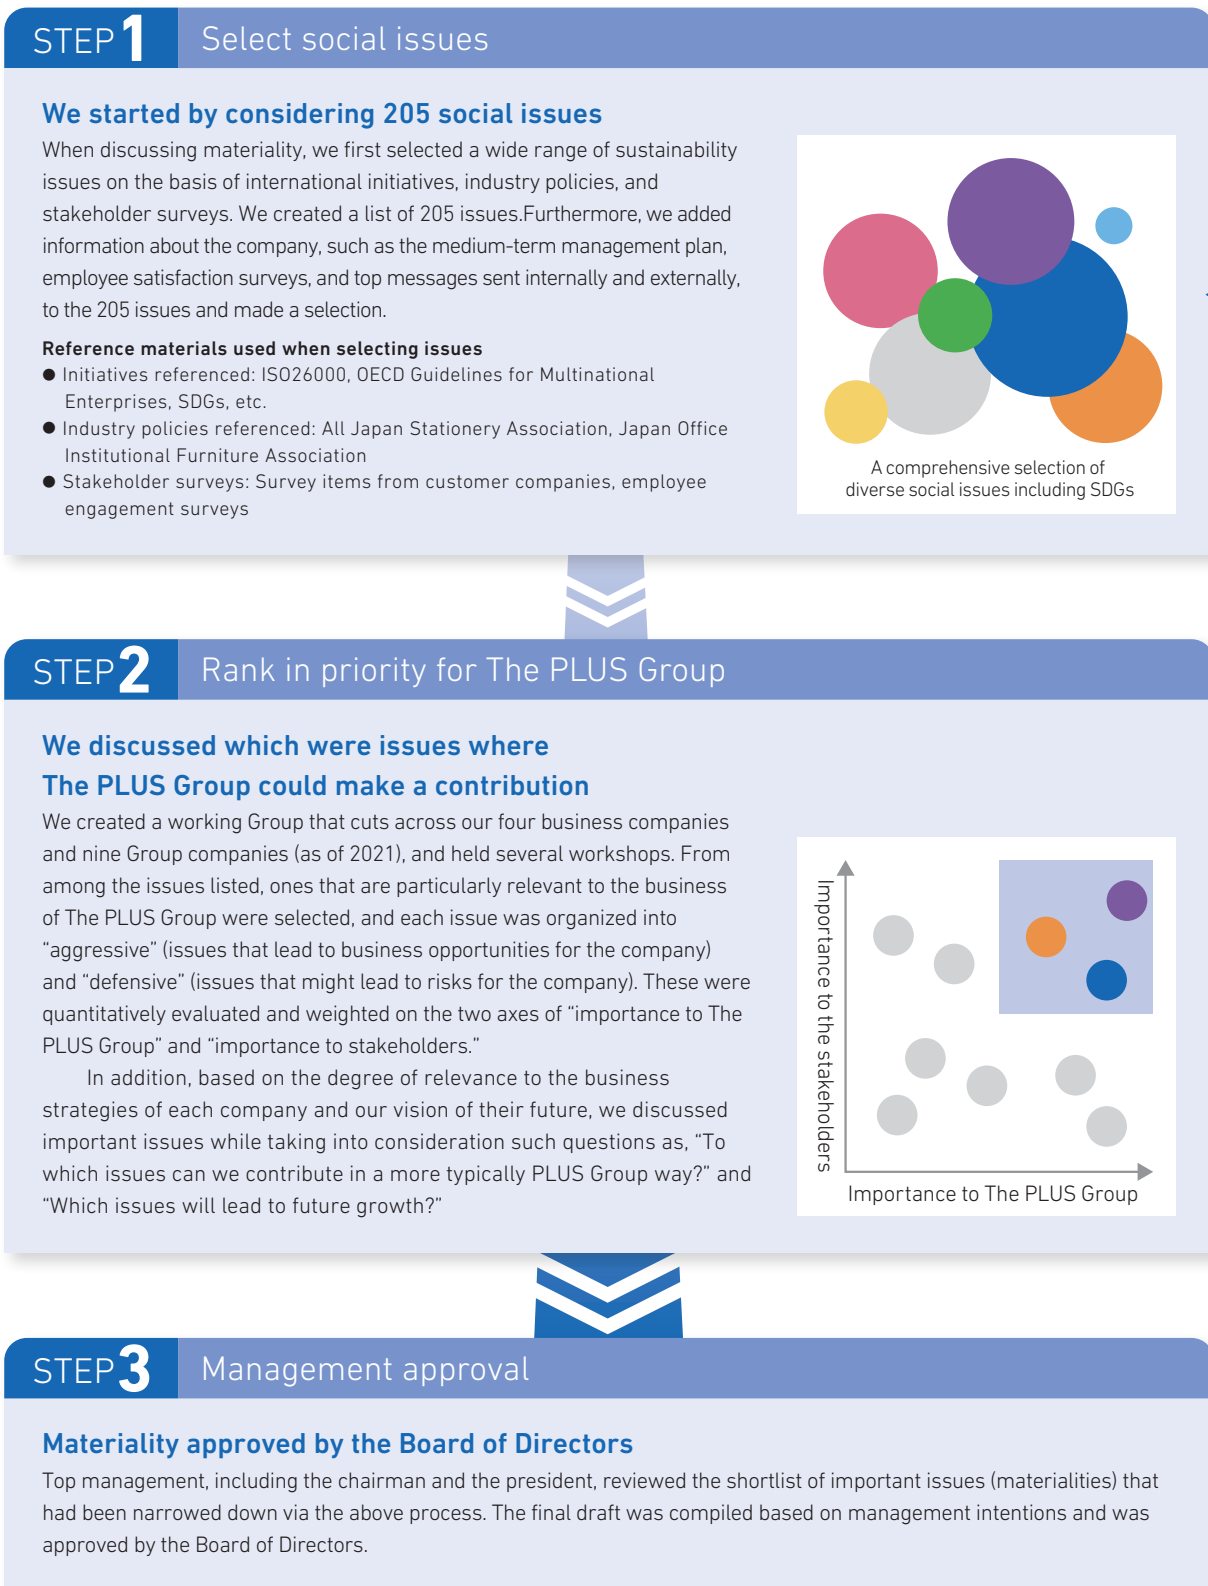 STEP 1 Select social issues
We started by considering 205 social issues
When discussing materiality, we first selected a wide range of sustainability
issues on the basis of international initiatives, industry policies, and
stakeholder surveys. We created a list of 205 issues.Furthermore, we added
information about the company, such as the medium-term management plan,
employee satisfaction surveys, and top messages sent internally and externally,
to the 205 issues and made a selection.
Reference materials used when selecting issues
● Initiatives referenced: ISO26000, OECD Guidelines for Multinational
Enterprises, SDGs, etc.
● Industry policies referenced: All Japan Stationery Association, Japan Office
Institutional Furniture Association
● Stakeholder surveys: Survey items from customer companies, employee
engagement surveys
A comprehensive selection of
diverse social issues including SDGs
STEP 2 Rank in priority for The PLUS Group
We discussed which were issues where
The PLUS Group could make a contribution
We created a working Group that cuts across our four business companies
and nine Group companies (as of 2021), and held several workshops. From
among the issues listed, ones that are particularly relevant to the business
of The PLUS Group were selected, and each issue was organized into
“aggressive” (issues that lead to business opportunities for the company)
and “defensive” (issues that might lead to risks for the company). These were
quantitatively evaluated and weighted on the two axes of “importance to The
PLUS Group” and “importance to stakeholders.”
In addition, based on the degree of relevance to the business
strategies of each company and our vision of their future, we discussed
important issues while taking into consideration such questions as, “To
which issues can we contribute in a more typically PLUS Group way?” and
“Which issues will lead to future growth?”
Importance to the stakeholders
Importance to The PLUS Group
STEP 3 Management approval
Materiality approved by the Board of Directors
Top management, including the chairman and the president, reviewed the shortlist of important issues (materialities) that
had been narrowed down via the above process. The final draft was compiled based on management intentions and was
approved by the Board of Directors.